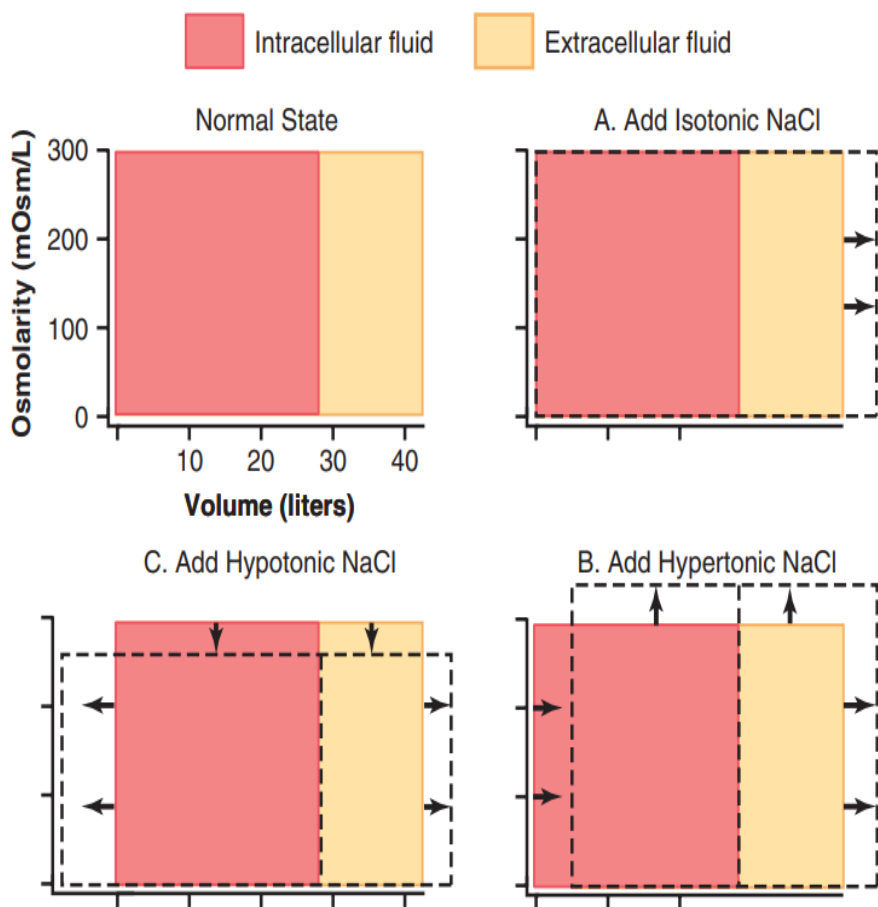 Intracellular fluid
Extracellular fluid
Normal State
Osmolarity (mOsm/L)
300
200
100
0
10 20 30 40
Volume (liters)
A. Add Isotonic NaCl
C. Add Hypotonic NaCl
B. Add Hypertonic NaCl